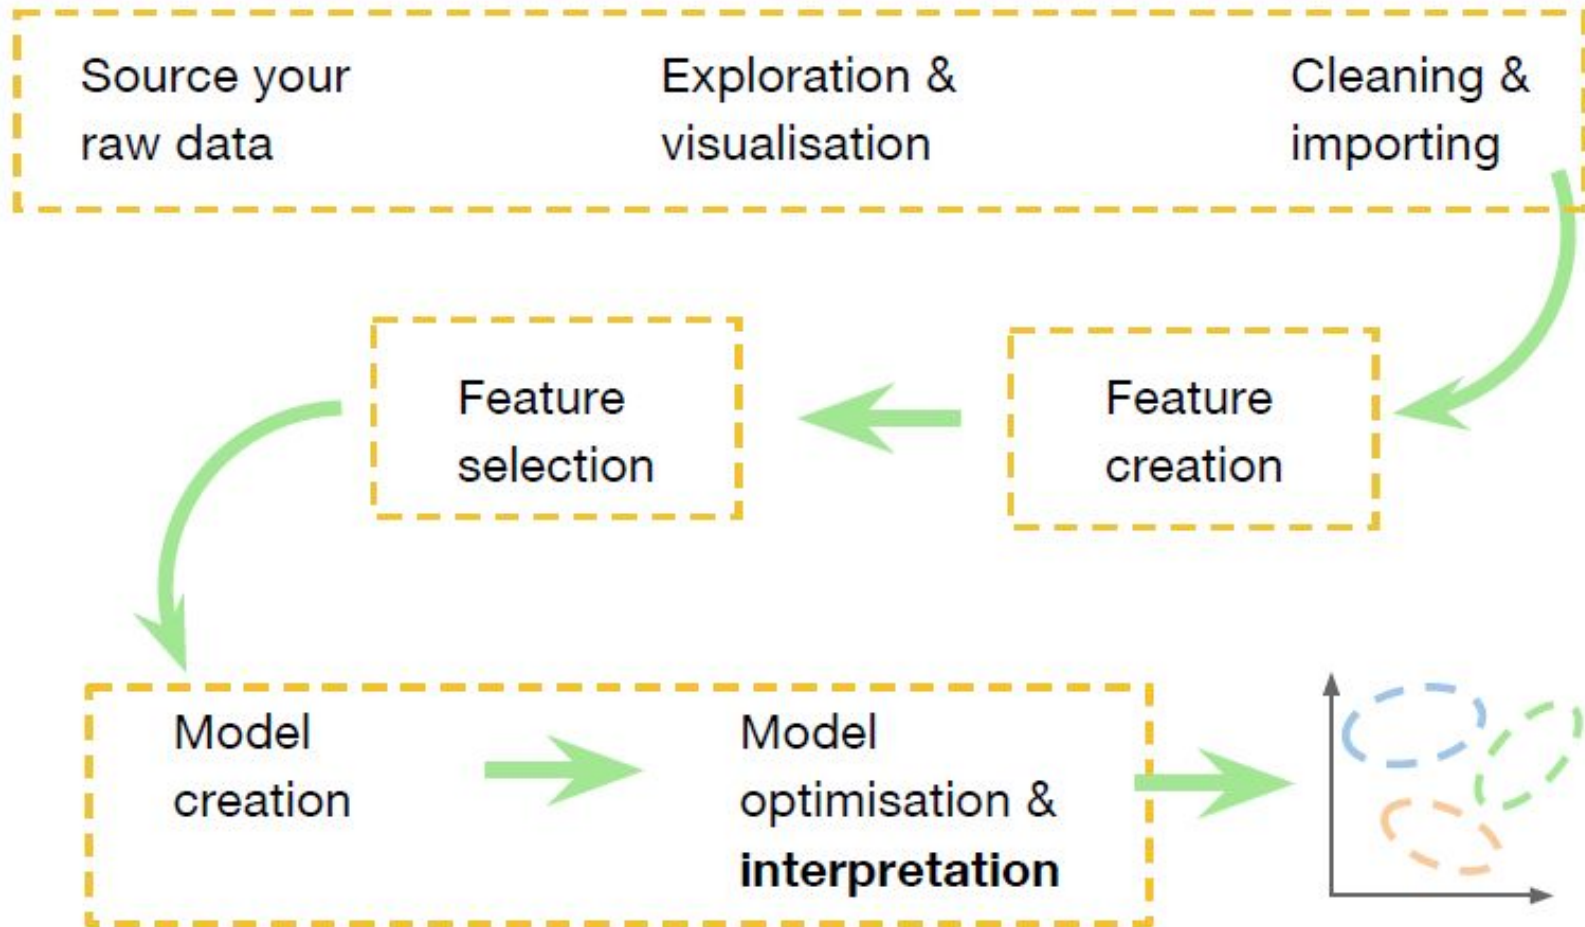 Source your
raw data
Exploration &
visualisation
Cleaning &
importing
Feature
selection
Feature
creation
Model
creation
Model
optimisation &
interpretation